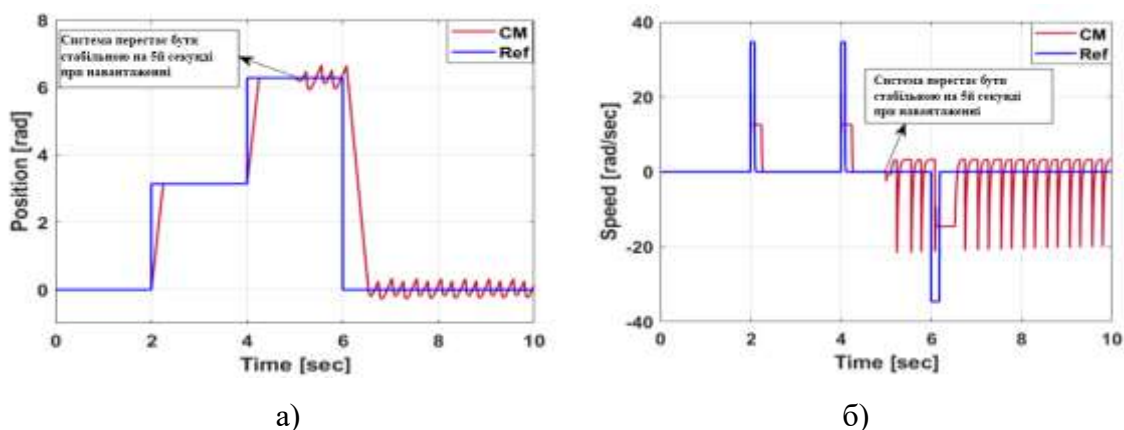 8
6
4
2
0
0
2
4
6
8
10
Position [rad]
Time [sec]
CM
Ref
Система перестає бути
стабільною на 5й секунді
при навантаженні
а)
40
20
0
-20
-40
0
2
4
6
8
10
Speed [rad/sec]
Time [sec]
CM
Ref
Система перестає бути
стабільною на 5й секунді
при навантаженні
б)